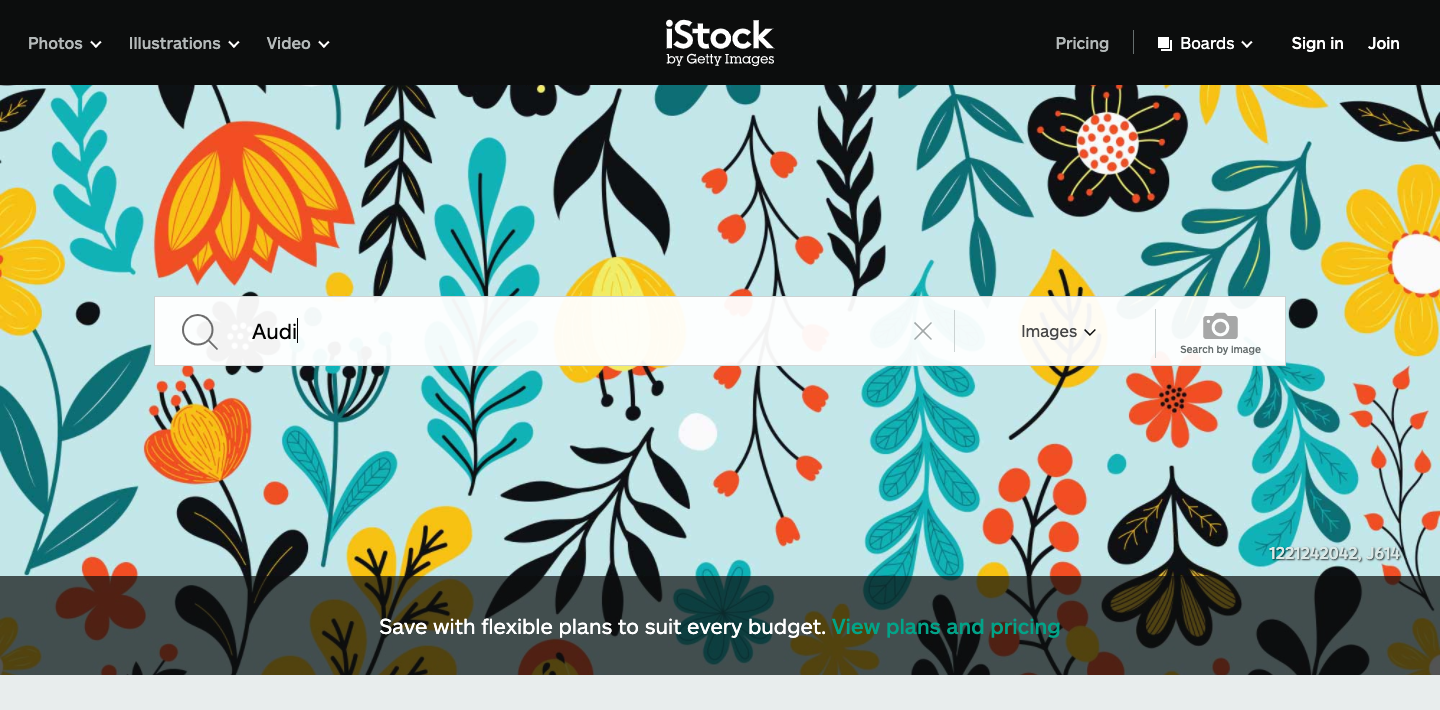 Photos
Illustrations
Video
iStock
by Getty Images
Pricing
Boards
Sign in
Join
Audi
Images
Search by image
1221242042, J614
Save with flexible plans to suit every budget. View plans and pricing